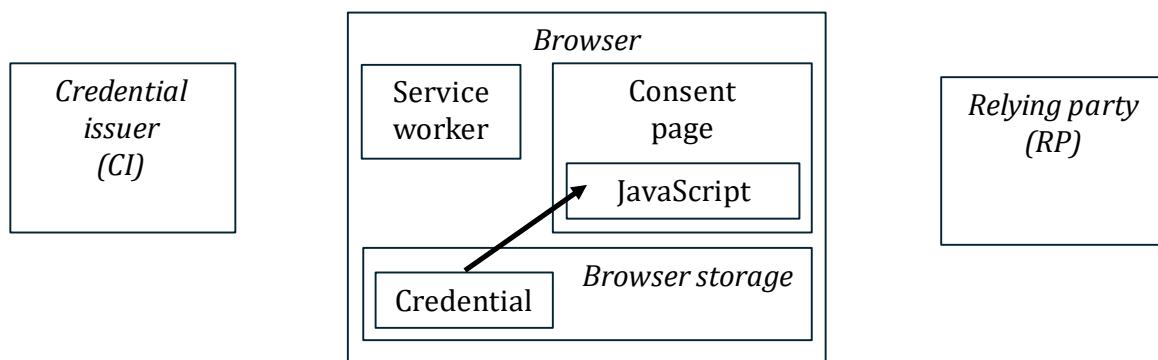 Credential
issuer
(CI)
Browser
Service
worker
Consent
page
JavaScript
Browser storage
Credential
Relying party
(RP)